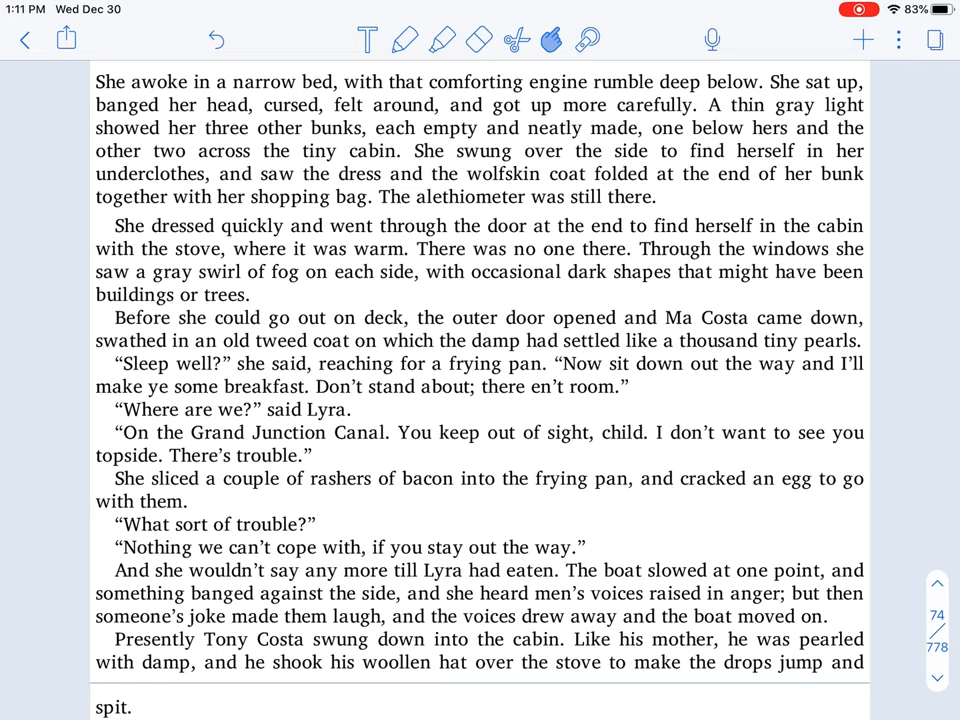 1:11 PM Wed Dec 30
83%
T
She awoke in a narrow bed, with that comforting engine rumble deep below. She sat up,
banged her head, cursed, felt around, and got up more carefully. A thin gray light
showed her three other bunks, each empty and neatly made, one below hers and the
other two across the tiny cabin. She swung over the side to find herself in her
underclothes, and saw the dress and the wolfskin coat folded at the end of her bunk
together with her shopping bag. The alethiometer was still there.
She dressed quickly and went through the door at the end to find herself in the cabin
with the stove, where it was warm. There was no one there. Through the windows she
saw a gray swirl of fog on each side, with occasional dark shapes that might have been
buildings or trees.
Before she could go out on deck, the outer door opened and Ma Costa came down,
swathed in an old tweed coat on which the damp had settled like a thousand tiny pearls.
“Sleep well?” she said, reaching for a frying pan. “Now sit down out the way and I’ll
make ye some breakfast. Don’t stand about; there en’t room.”
“Where are we?” said Lyra.
“On the Grand Junction Canal. You keep out of sight, child. I don’t want to see you
topside. There’s trouble.”
She sliced a couple of rashers of bacon into the frying pan, and cracked an egg to go
with them.
“What sort of trouble?”
“Nothing we can’t cope with, if you stay out the way.”
And she wouldn’t say any more till Lyra had eaten. The boat slowed at one point, and
something banged against the side, and she heard men’s voices raised in anger; but then
someone’s joke made them laugh, and the voices drew away and the boat moved on.
Presently Tony Costa swung down into the cabin. Like his mother, he was pearled
with damp, and he shook his woollen hat over the stove to make the drops jump and
spit.
74
778